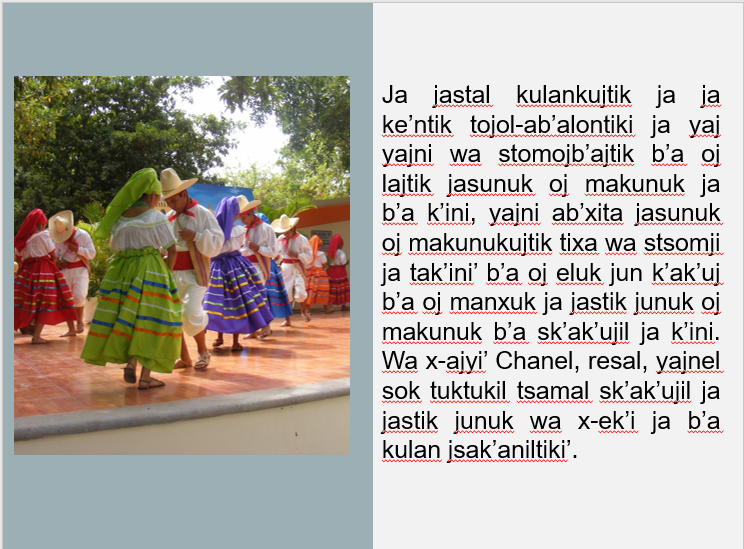 Ja jastal kulankujtik ja ja
ke’ntik tojol-ab’alontiki ja yaj
yajni wa stomojb’ajtik b’a oj
lajtik jasunuk oj makunuk ja
b’a k’ini, yajni ab’xita jasunuk
oj makunukujtik tixa wa stsomji
ja tak’ini’ b’a oj eluk jun k’ak’uj
b’a oj manxuk ja jastik junuk oj
makunuk b’a sk’ak’ujil ja k’ini.
Wa x-ajyi’ Chanel, resal, yajnel
sok tuktukil tsamal sk’ak’ujil ja
jastik junuk wa x-ek’i ja b’a
kulan jsak’aniltiki’.